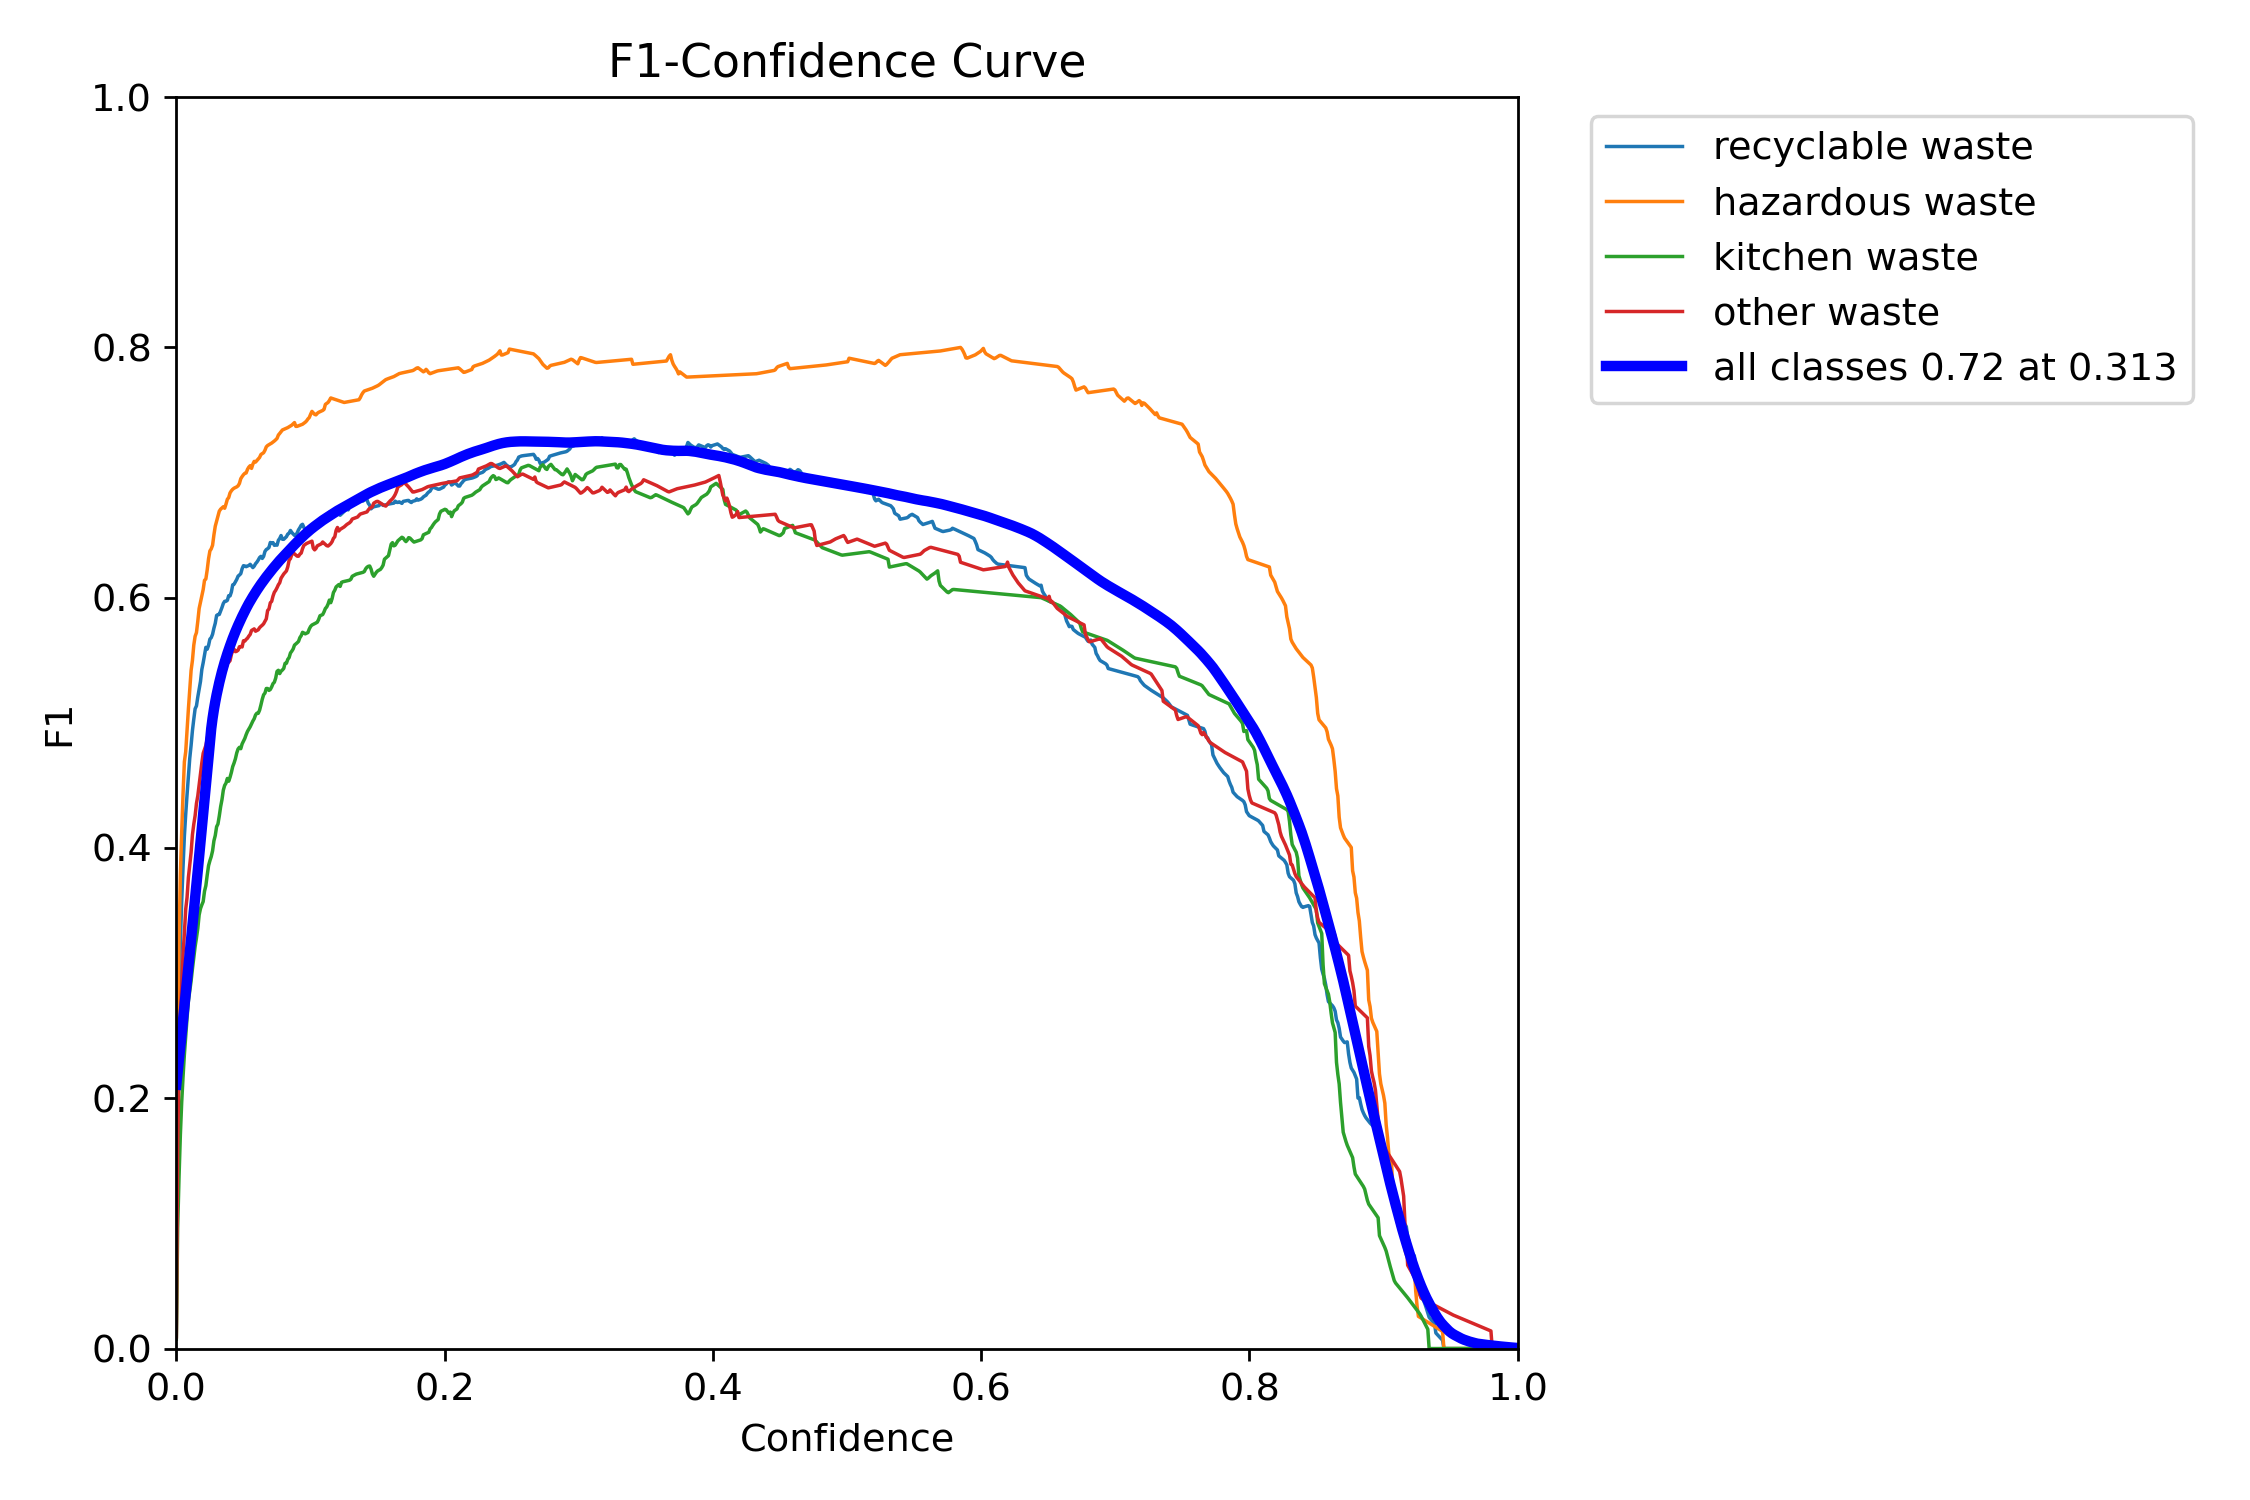 F1-Confidence Curve
1.0
0.8
0.6
0.4
0.2
0.0
F1
0.0 0.2 0.4 0.6 0.8 1.0
Confidence
recyclable waste
hazardous waste
kitchen waste
other waste
all classes 0.72 at 0.313